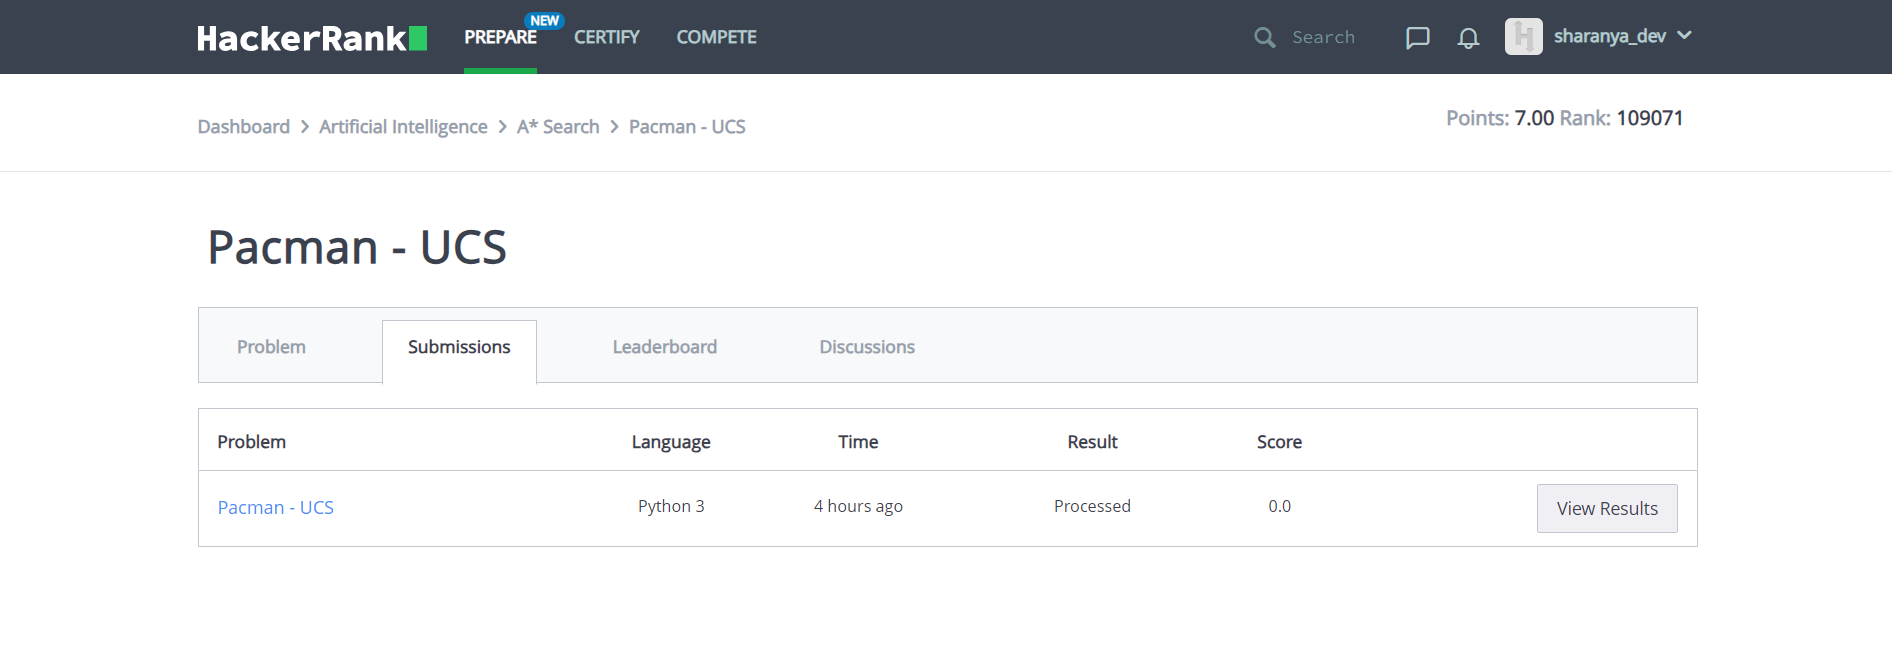 HackerRank PREPARE NEW CERTIFY COMPETE Search sharanya_dev
Dashboard > Artificial Intelligence > A* Search > Pacman - UCS Points: 7.00 Rank: 109071
Pacman - UCS
Problem Submissions Leaderboard Discussions
Problem Language Time Result Score
Pacman - UCS Python 3 4 hours ago Processed 0.0 View Results